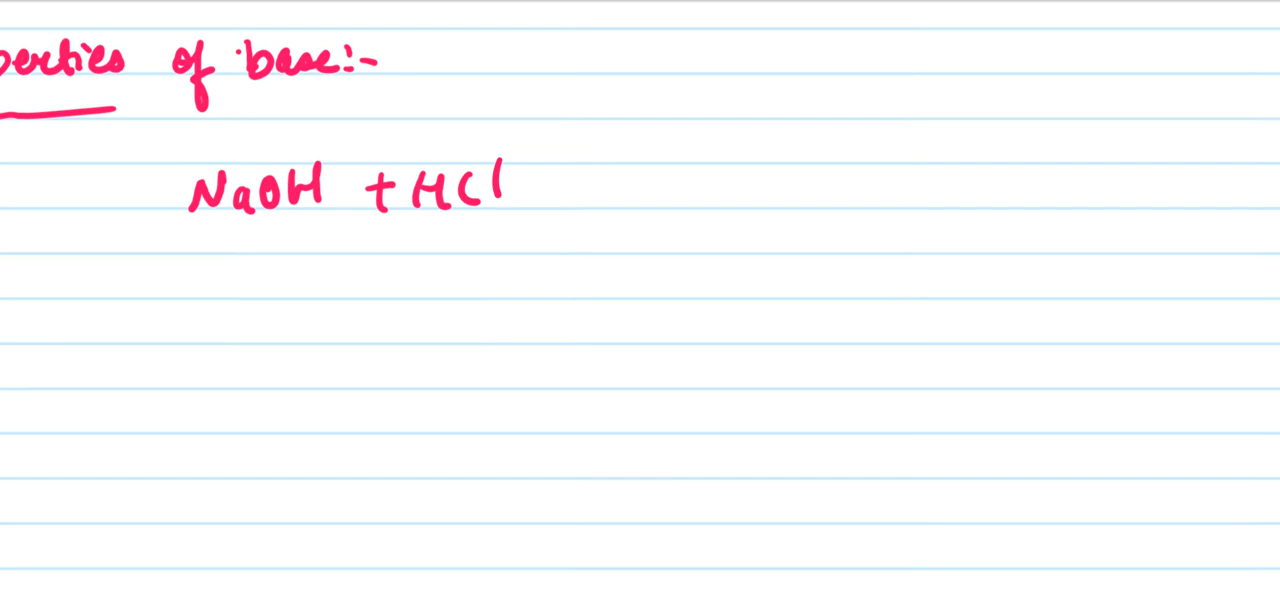 perties of base:-
NaOH + HCl